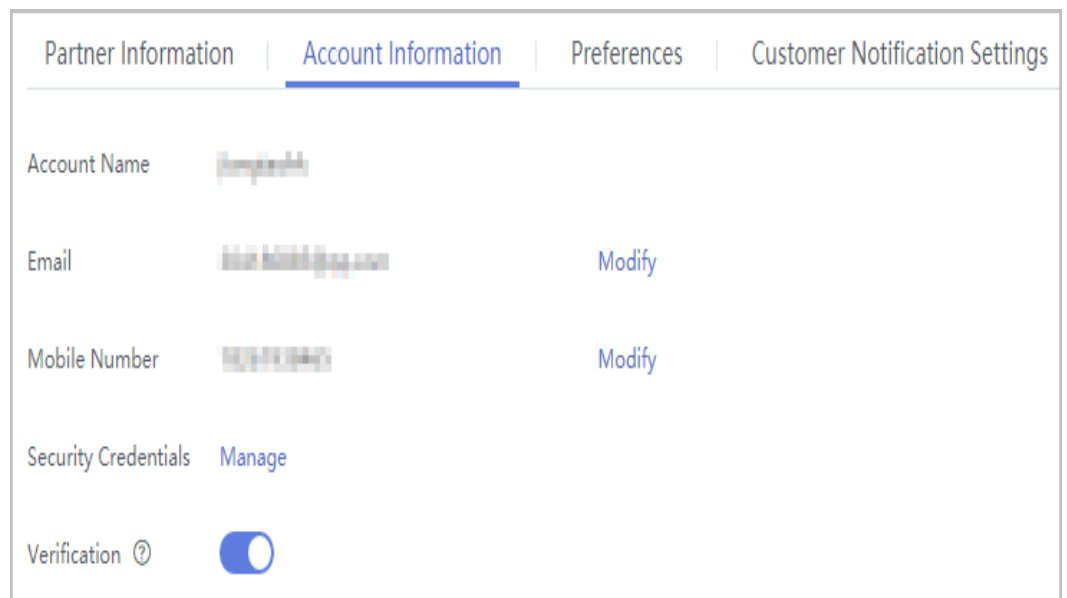 Partner Information Account Information Preferences Customer Notification Settings
Account Name
Email Modify
Mobile Number Modify
Security Credentials Manage
Verification ?